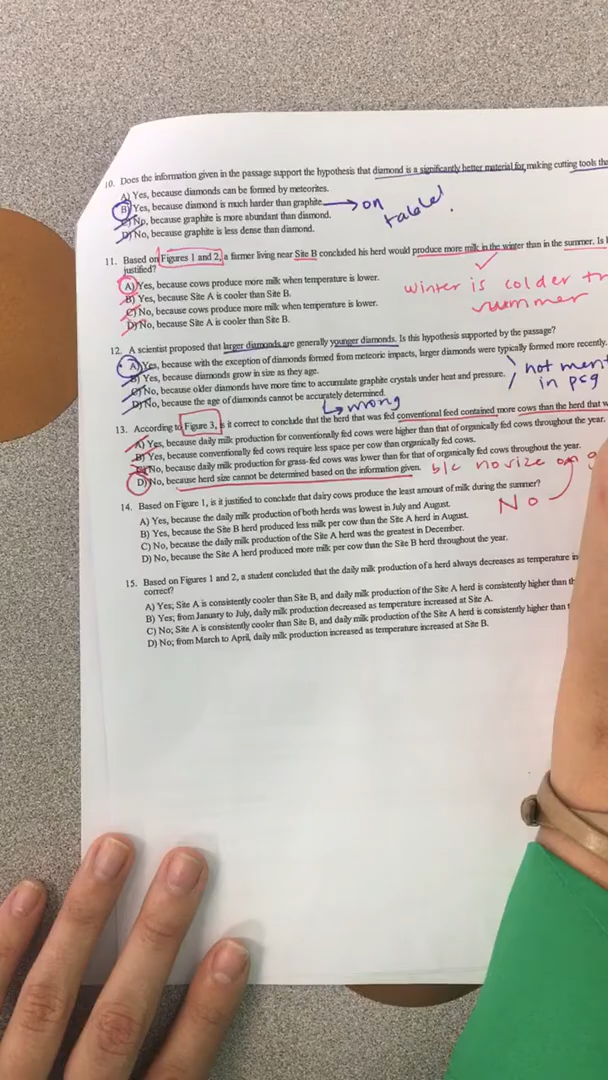 10. Does the information given in the passage support the hypothesis that diamond is a significantly better material for making cutting tools
A) Yes, because diamonds can be formed by meteorites.
B) Yes, because diamond is much harder than graphite. → on table!
C) No, because graphite is more abundant than diamond.
D) No, because graphite is less dense than diamond.
11. Based on Figures 1 and 2, a farmer living near Site B concluded his herd would produce more milk in the winter than in the summer. Is
justified?
A) Yes, because cows produce more milk when temperature is lower.
B) Yes, because Site A is cooler than Site B.
C) No, because cows produce more milk when temperature is lower.
D) No, because Site A is cooler than Site B.
winter is colder
summer
12. A scientist proposed that larger diamonds are generally younger diamonds. Is this hypothesis supported by the passage?
A) Yes, because with the exception of diamonds formed from meteoric impacts, larger diamonds were typically formed more recently.
B) Yes, because diamonds grow in size as they age.
C) No, because older diamonds have more time to accumulate graphite crystals under heat and pressure.
D) No, because the age of diamonds cannot be accurately determined.
not ment
in psg
↳ wrong
13. According to Figure 3, is it correct to conclude that the herd that was fed conventional feed contained more cows than the herd that
A) Yes, because daily milk production for conventionally fed cows were higher than that of organically fed cows throughout the year.
B) Yes, because conventionally fed cows require less space per cow than organically fed cows.
C) No, because daily milk production for grass-fed cows was lower than for that of organically fed cows throughout the year.
D) No, because herd size cannot be determined based on the information given. b/c no size on
14. Based on Figure 1, is it justified to conclude that dairy cows produce the least amount of milk during the summer? No
A) Yes, because the daily milk production of both herds was lowest in July and August.
B) Yes, because the Site B herd produced less milk per cow than the Site A herd in August.
C) No, because the daily milk production of the Site A herd was the greatest in December.
D) No, because the Site A herd produced more milk per cow than the Site B herd throughout the year.
15. Based on Figures 1 and 2, a student concluded that the daily milk production of a herd always decreases as temperature
correct?
A) Yes; Site A is consistently cooler than Site B, and daily milk production of the Site A herd is consistently higher than
B) Yes; from January to July, daily milk production decreased as temperature increased at Site A.
C) No; Site A is consistently cooler than Site B, and daily milk production of the Site A herd is consistently higher than
D) No; from March to April, daily milk production increased as temperature increased at Site B.